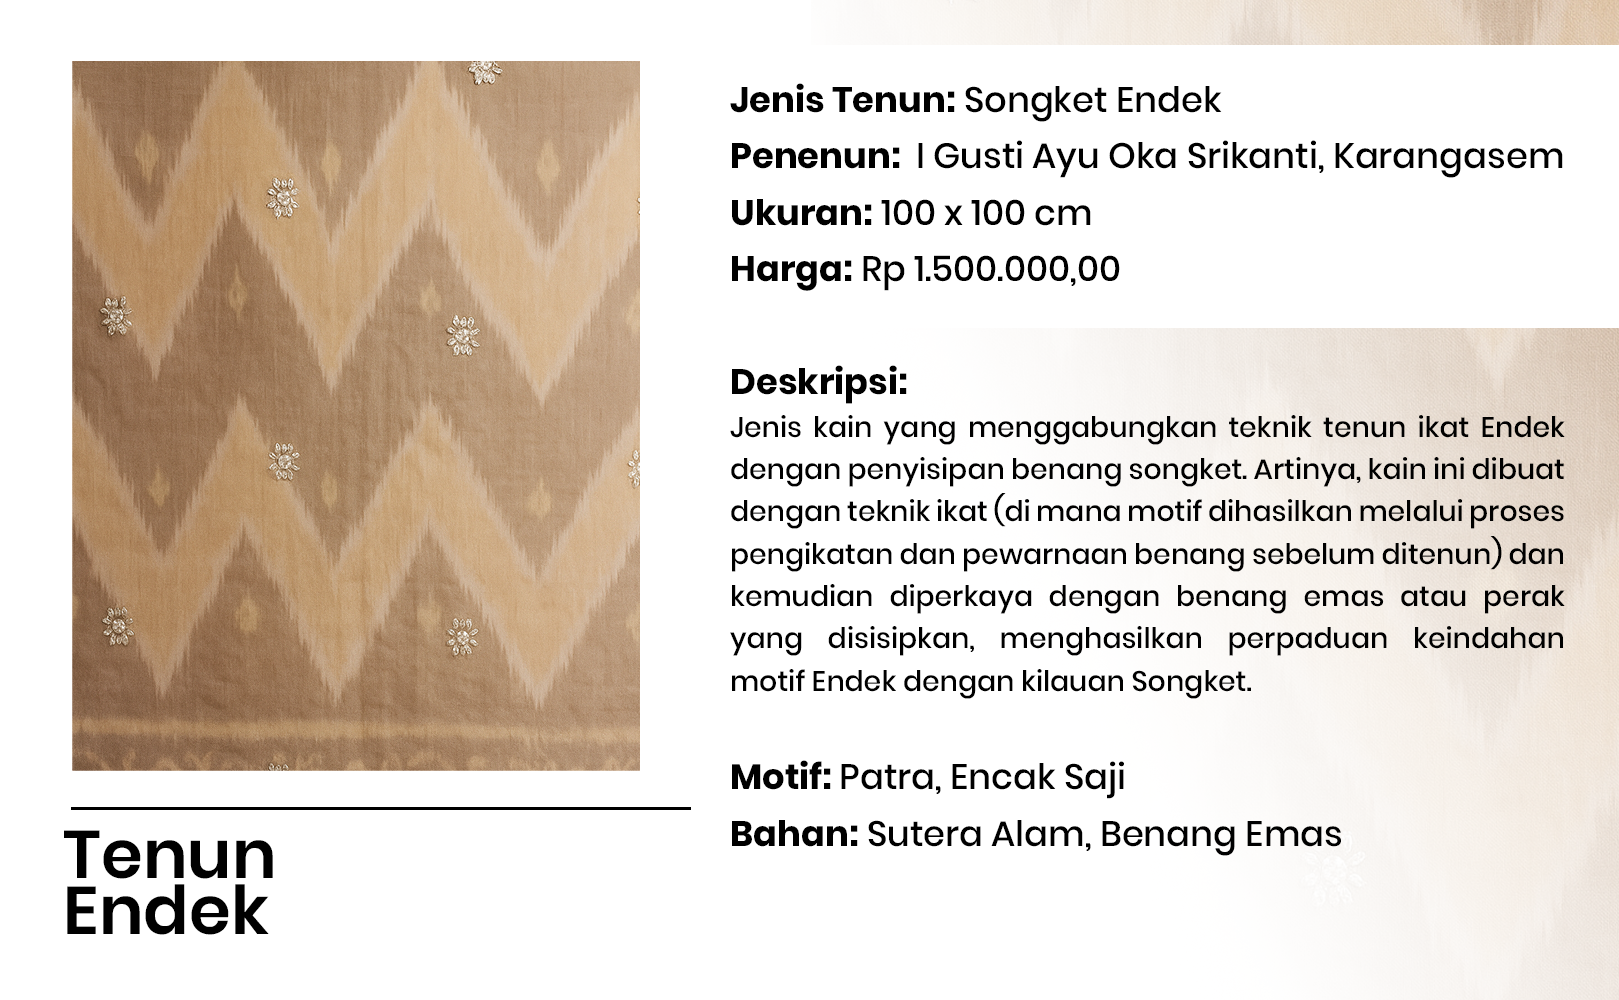 Jenis Tenun: Songket Endek
Penenun: I Gusti Ayu Oka Srikanti, Karangasem
Ukuran: 100 x 100 cm
Harga: Rp 1.500.000,00
Deskripsi:
Jenis kain yang menggabungkan teknik tenun ikat Endek
dengan penyisipan benang songket. Artinya, kain ini dibuat
dengan teknik ikat (di mana motif dihasilkan melalui proses
pengikatan dan pewarnaan benang sebelum ditenun) dan
kemudian diperkaya dengan benang emas atau perak
yang disisipkan, menghasilkan perpaduan keindahan
motif Endek dengan kilauan Songket.
Motif: Patra, Encak Saji
Bahan: Sutera Alam, Benang Emas
Tenun
Endek